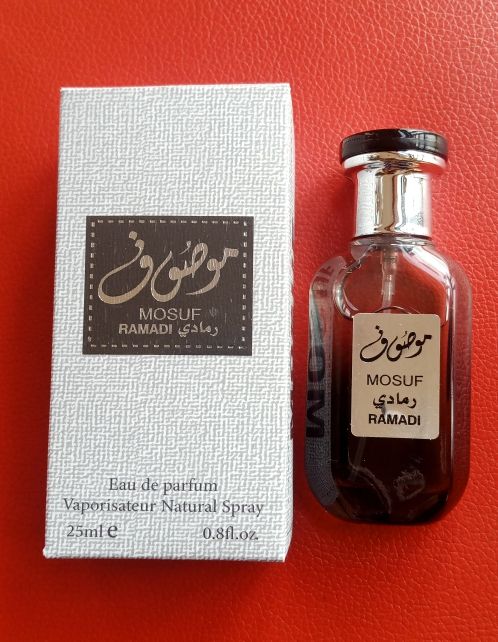 موصوف
MOSUF
RAMADI رمادي
Eau de parfum
Vaporisateur Natural Spray
25ml e 0.8fl.oz.
موصوف
MOSUF
رمادي
RAMADI